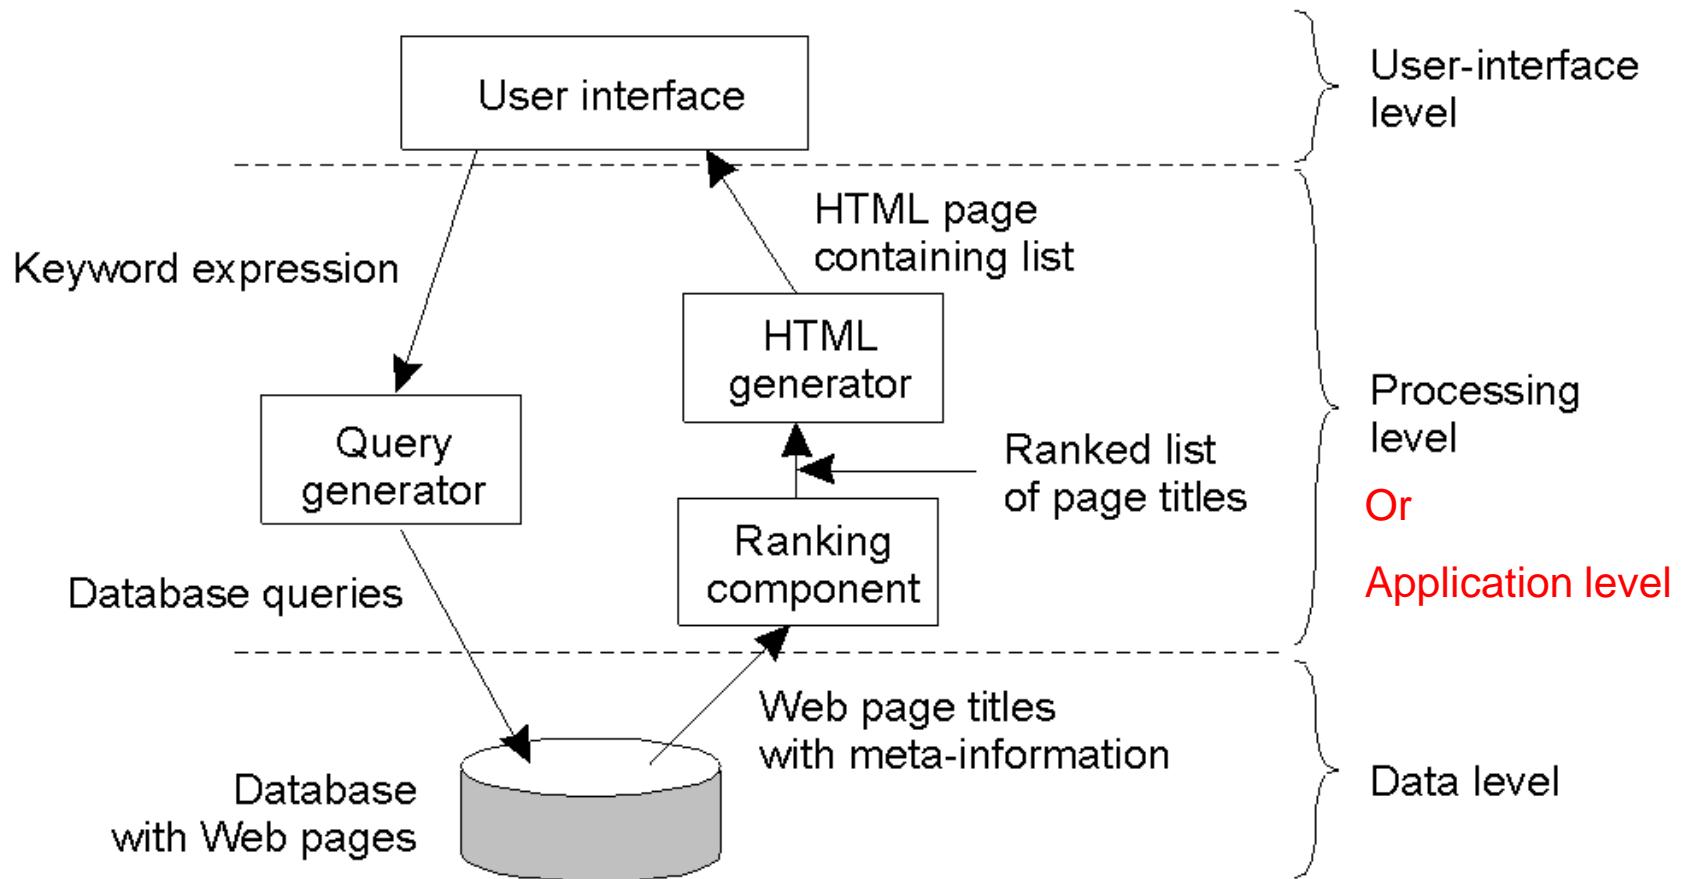 User interface
User-interface
level
HTML page
containing list
Keyword expression
HTML
generator
Processing
level
Or
Application level
Query
generator
Ranked list
of page titles
Ranking
component
Database queries
Web page titles
with meta-information
Database
with Web pages
Data level